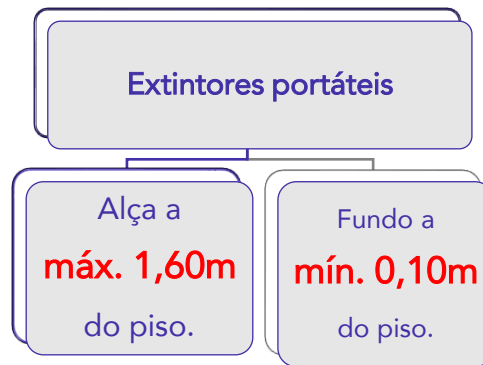 Extintores portáteis
Alça a
máx. 1,60m
do piso.
Fundo a
mín. 0,10m
do piso.